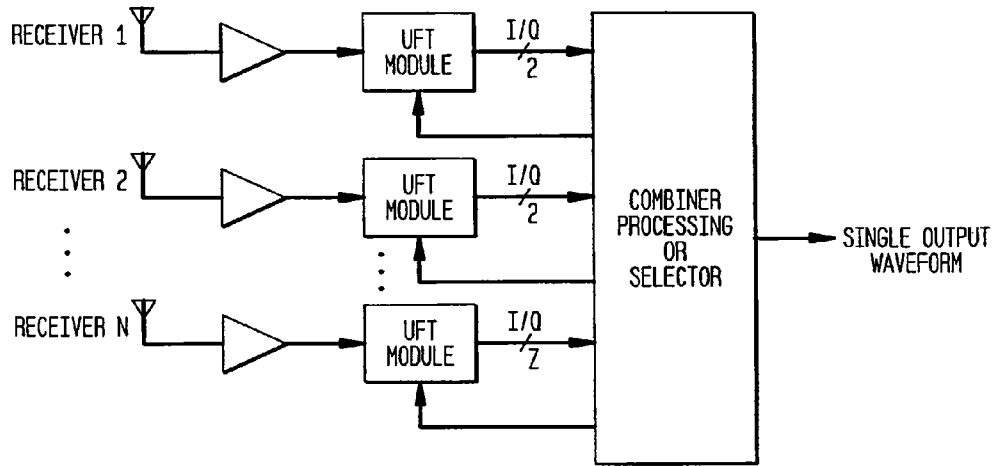 RECEIVER 1
UFT
MODULE
I/Q
2
RECEIVER 2
UFT
MODULE
I/Q
2
COMBINER
PROCESSING
OR
SELECTOR
SINGLE OUTPUT
WAVEFORM
RECEIVER N
UFT
MODULE
I/Q
Z